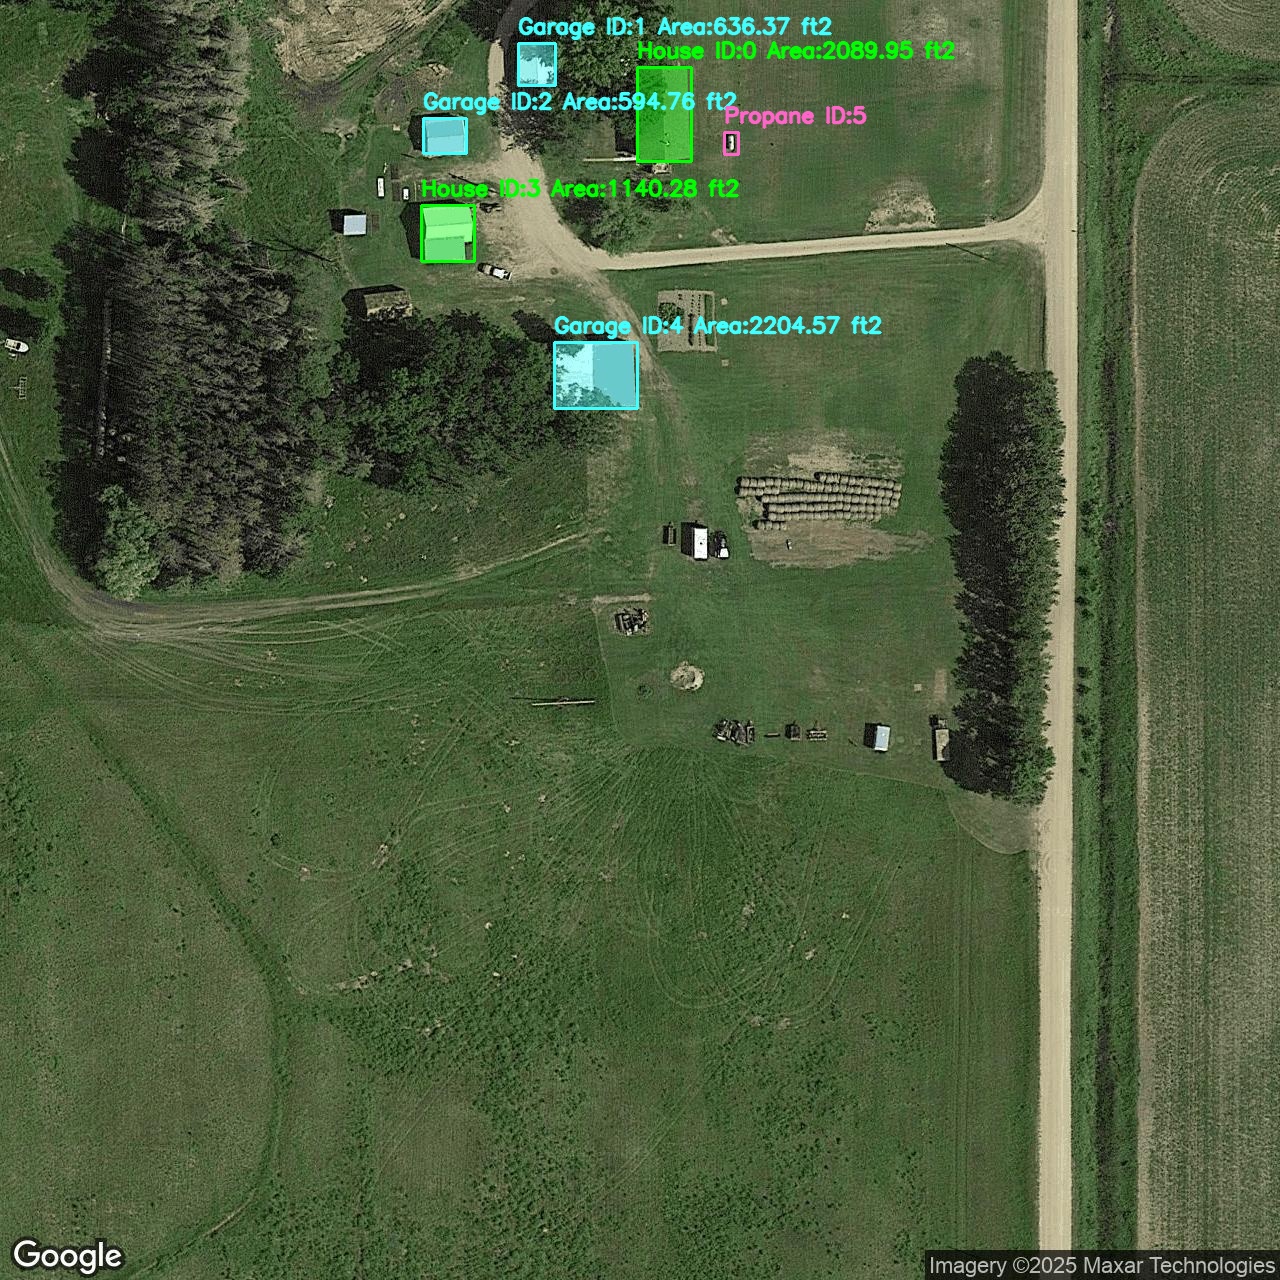 Garage ID:1 Area:636.37 ft2
House ID:0 Area:2089.95 ft2
Garage ID:2 Area:594.76 ft2
Propane ID:5
House ID:3 Area:1140.28 ft2
Garage ID:4 Area:2204.57 ft2
Google
Imagery ©2025 Maxar Technologies